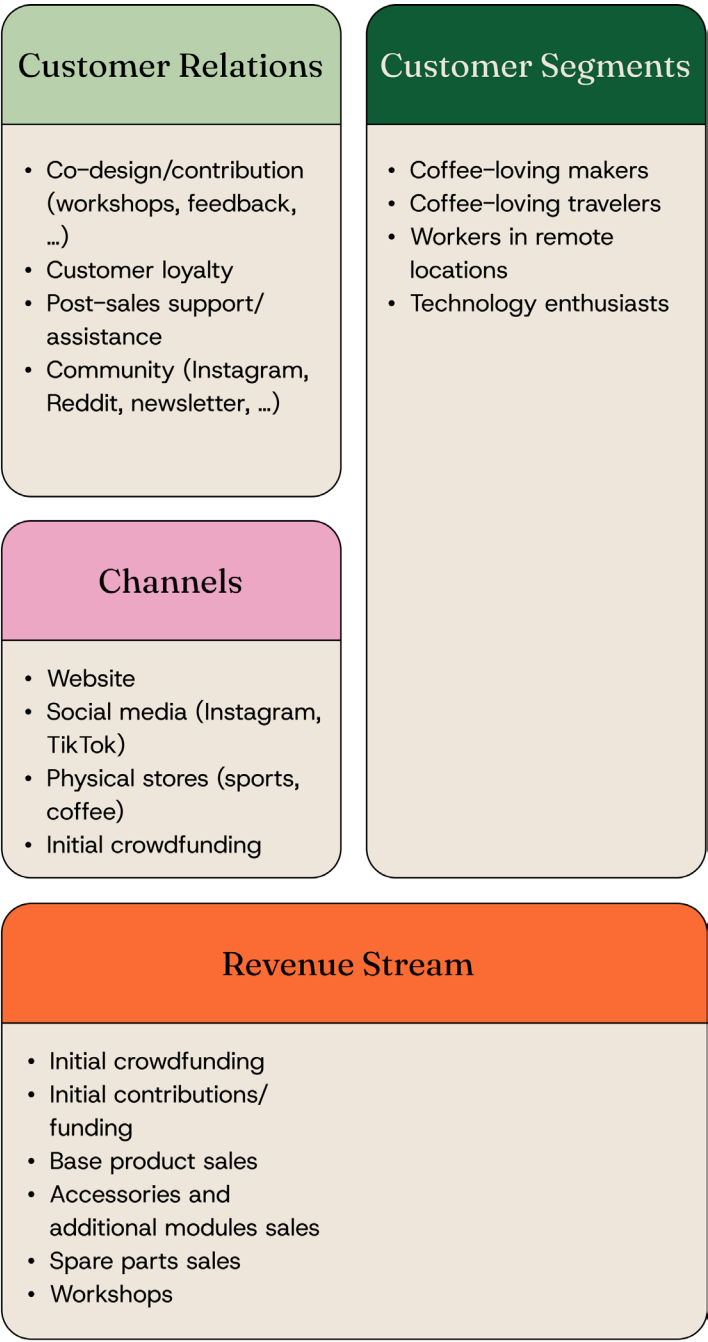 Customer Relations
• Co-design/contribution
(workshops, feedback,
…)
• Customer loyalty
• Post-sales support/
assistance
• Community (Instagram,
Reddit, newsletter, …)
Customer Segments
• Coffee-loving makers
• Coffee-loving travelers
• Workers in remote
locations
• Technology enthusiasts
Channels
• Website
• Social media (Instagram,
TikTok)
• Physical stores (sports,
coffee)
• Initial crowdfunding
Revenue Stream
• Initial crowdfunding
• Initial contributions/
funding
• Base product sales
• Accessories and
additional modules sales
• Spare parts sales
• Workshops